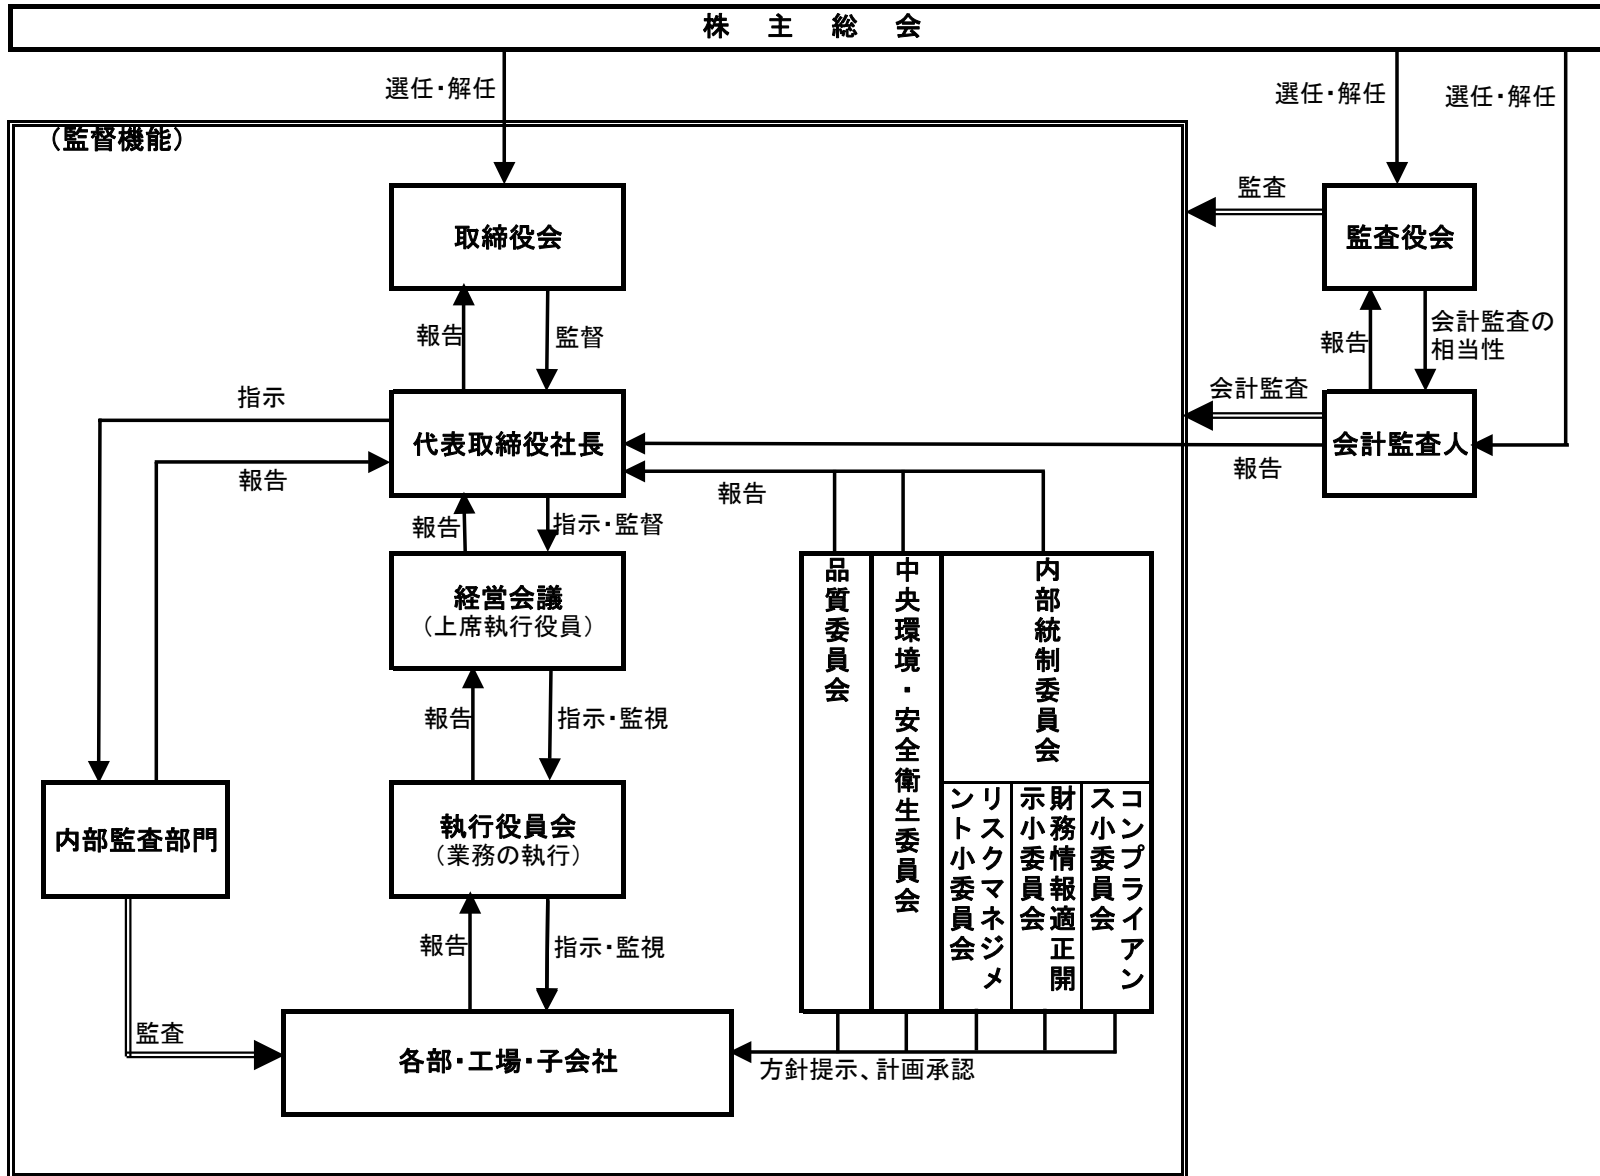 株　主　総　会
選任・解任
選任・解任
選任・解任
（監督機能）
取締役会
監査
監査役会
報告
監督
報告
会計監査の
相当性
指示
代表取締役社長
会計監査
会計監査人
報告
報告
報告
報告
指示・監督
経営会議
（上席執行役員）
品質委員会
中央環境・安全衛生委員会
内部統制委員会
報告
指示・監視
リスクマネジメ
ント小委員会
財務情報適正開
示小委員会
コンプライアン
ス小委員会
内部監査部門
執行役員会
（業務の執行）
報告
指示・監視
監査
各部・工場・子会社
方針提示、計画承認